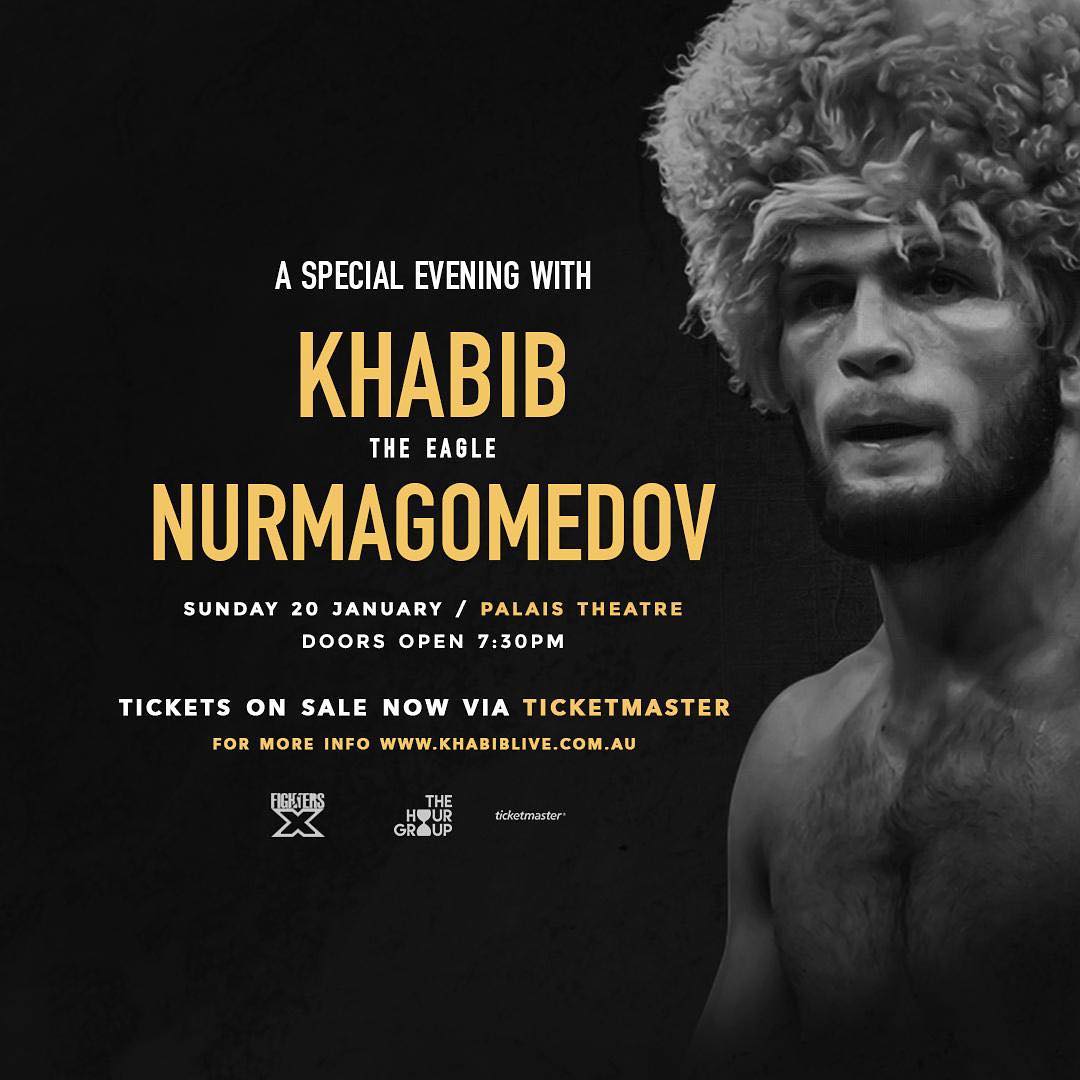 A SPECIAL EVENING WITH
KHABIB
THE EAGLE
NURMAGOMEDOV
SUNDAY 20 JANUARY / PALAIS THEATRE
DOORS OPEN 7:30PM
TICKETS ON SALE NOW VIA TICKETMASTER
FOR MORE INFO WWW.KHABIBLIVE.COM.AU
FIGHTERS
X
THE
HOUR
GROUP
ticketmaster®